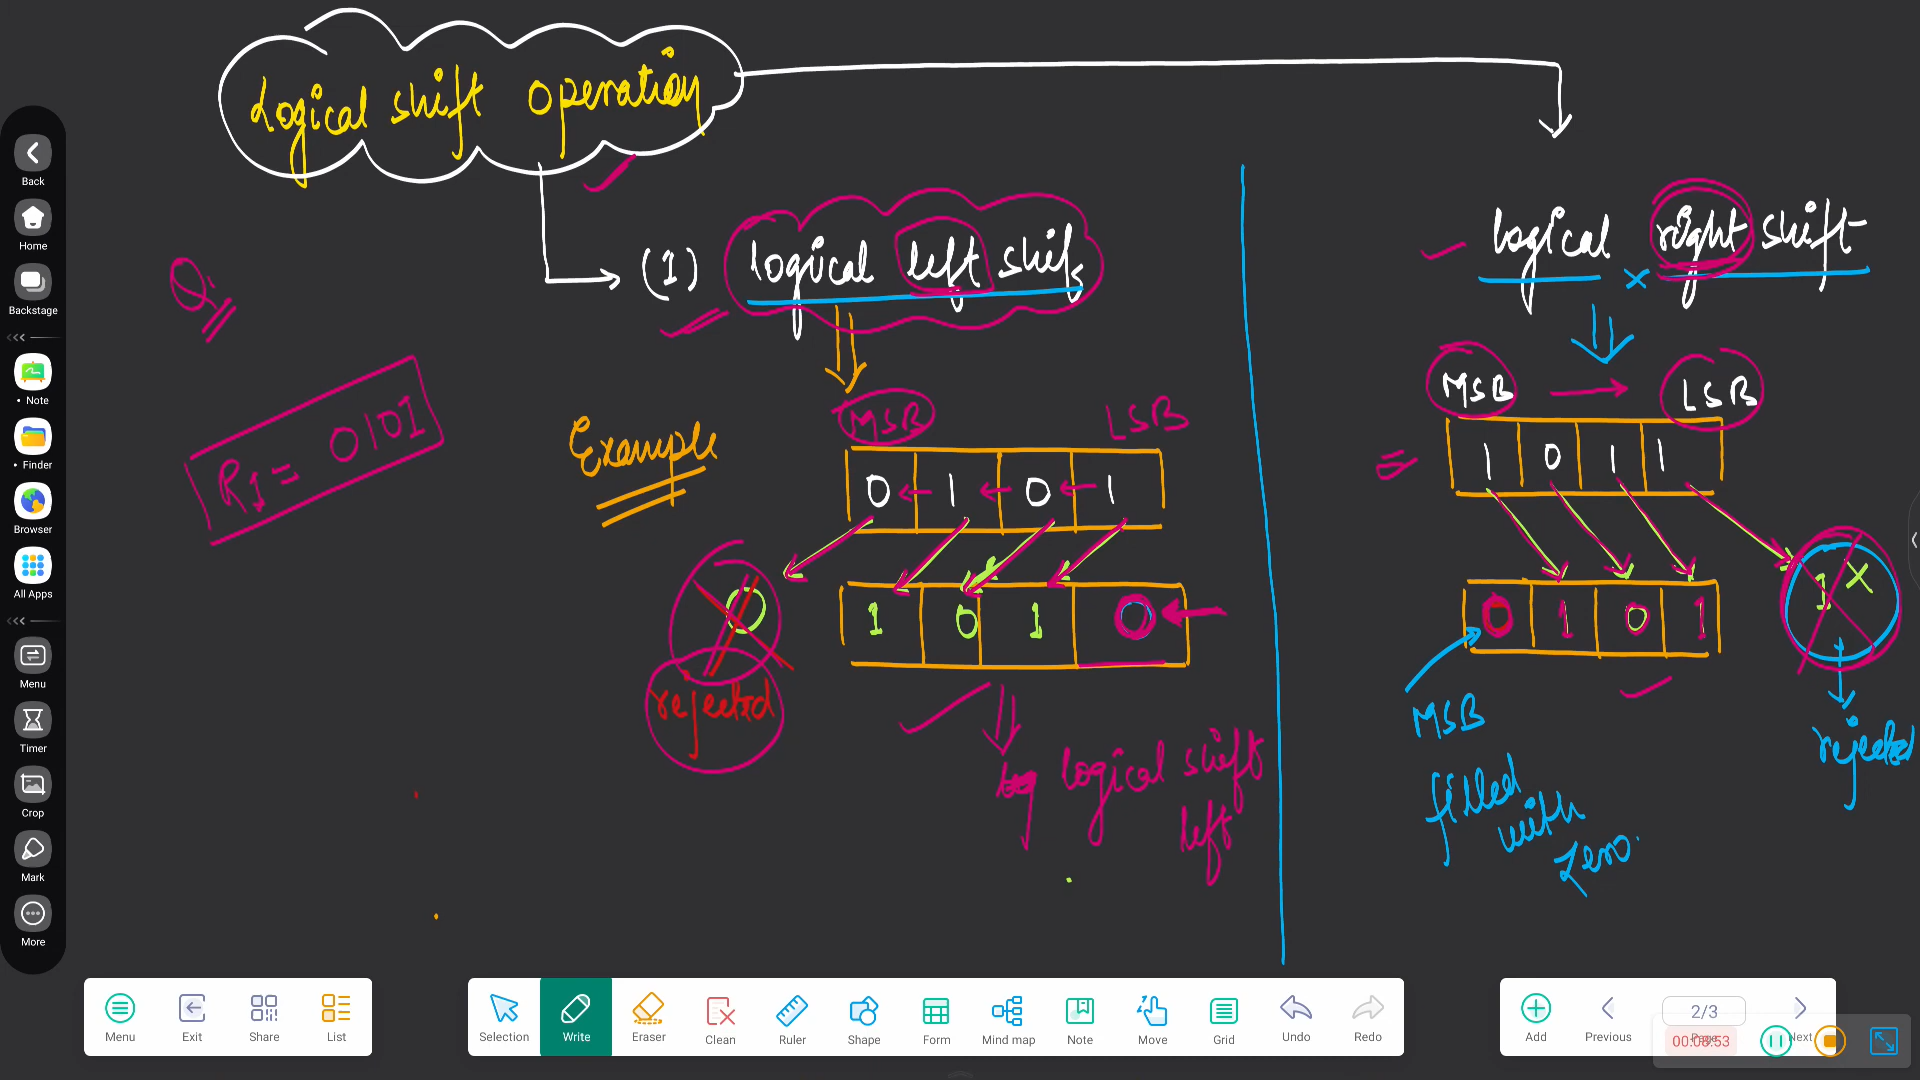 Logical shift operation
(1) logical left shift
logical right shift
Q:
R1 = 0101
Example
MSB LSB
0 1 0 1
0
rejected
1 0 1 0
logical shift
left
MSB LSB
1 0 1 1
0 1 0 1
1 X
MSB
filled
with
zero.
rejected
Back
Home
Backstage
• Note
• Finder
Browser
All Apps
Menu
Timer
Crop
Mark
More
Menu Exit Share List
Selection Write Eraser Clean Ruler Shape Form Mind map Note Move Grid Undo Redo
Add Previous 2/3 Next